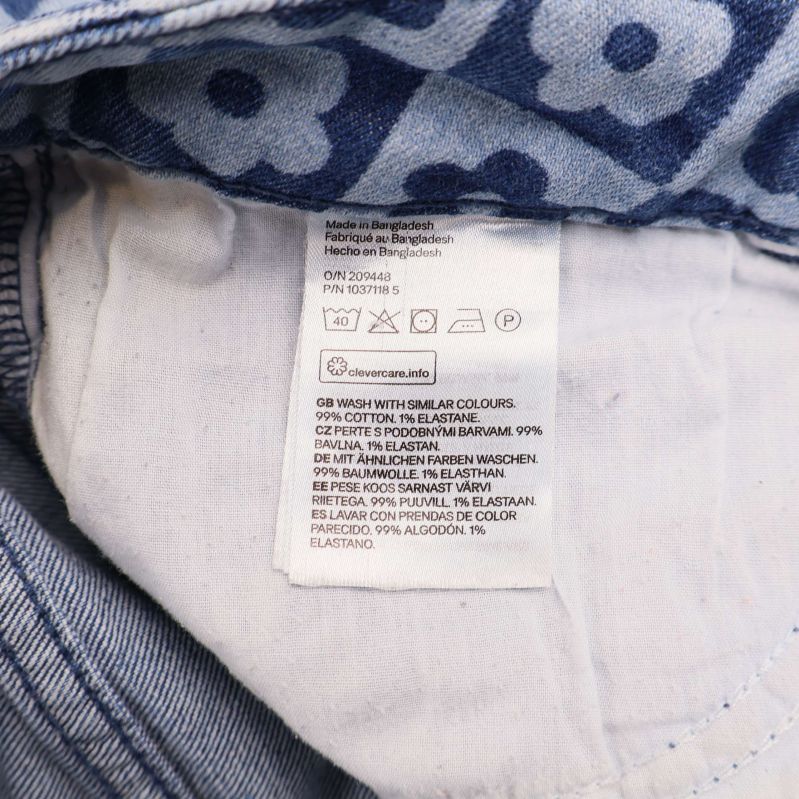 Made in Bangladesh
Fabriqué au Bangladesh
Hecho en Bangladesh
O/N 209448
P/N 1037118 5
40 P
clevercare.info
GB WASH WITH SIMILAR COLOURS.
99% COTTON. 1% ELASTANE.
CZ PERTE S PODOBNÝMI BARVAMI. 99%
BAVLNA. 1% ELASTAN.
DE MIT ÄHNLICHEN FARBEN WASCHEN.
99% BAUMWOLLE. 1% ELASTHAN.
EE PESE KOOS SARNAST VÄRVI
RIIETEGA. 99% PUUVILL. 1% ELASTAAN.
ES LAVAR CON PRENDAS DE COLOR
PARECIDO. 99% ALGODÓN. 1%
ELASTANO.